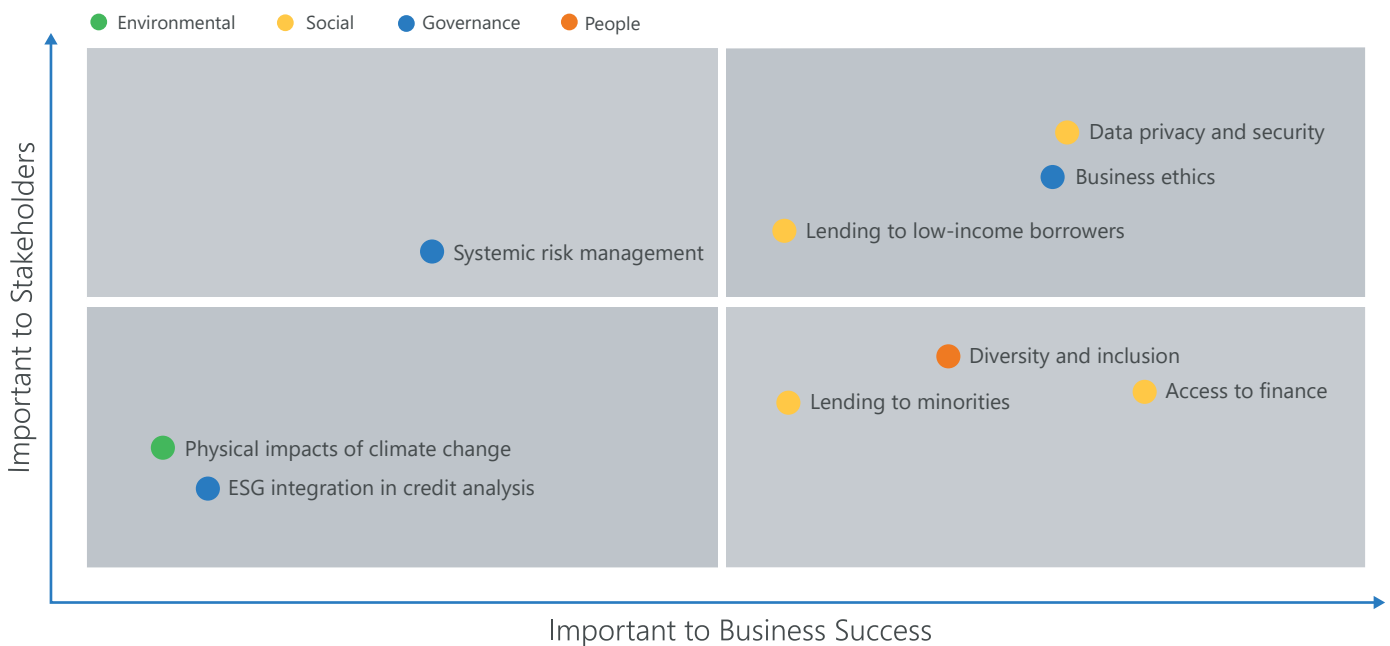 Environmental
Social
Governance
People
Important to Stakeholders
Data privacy and security
Business ethics
Lending to low-income borrowers
Systemic risk management
Diversity and inclusion
Access to finance
Lending to minorities
Physical impacts of climate change
ESG integration in credit analysis
Important to Business Success